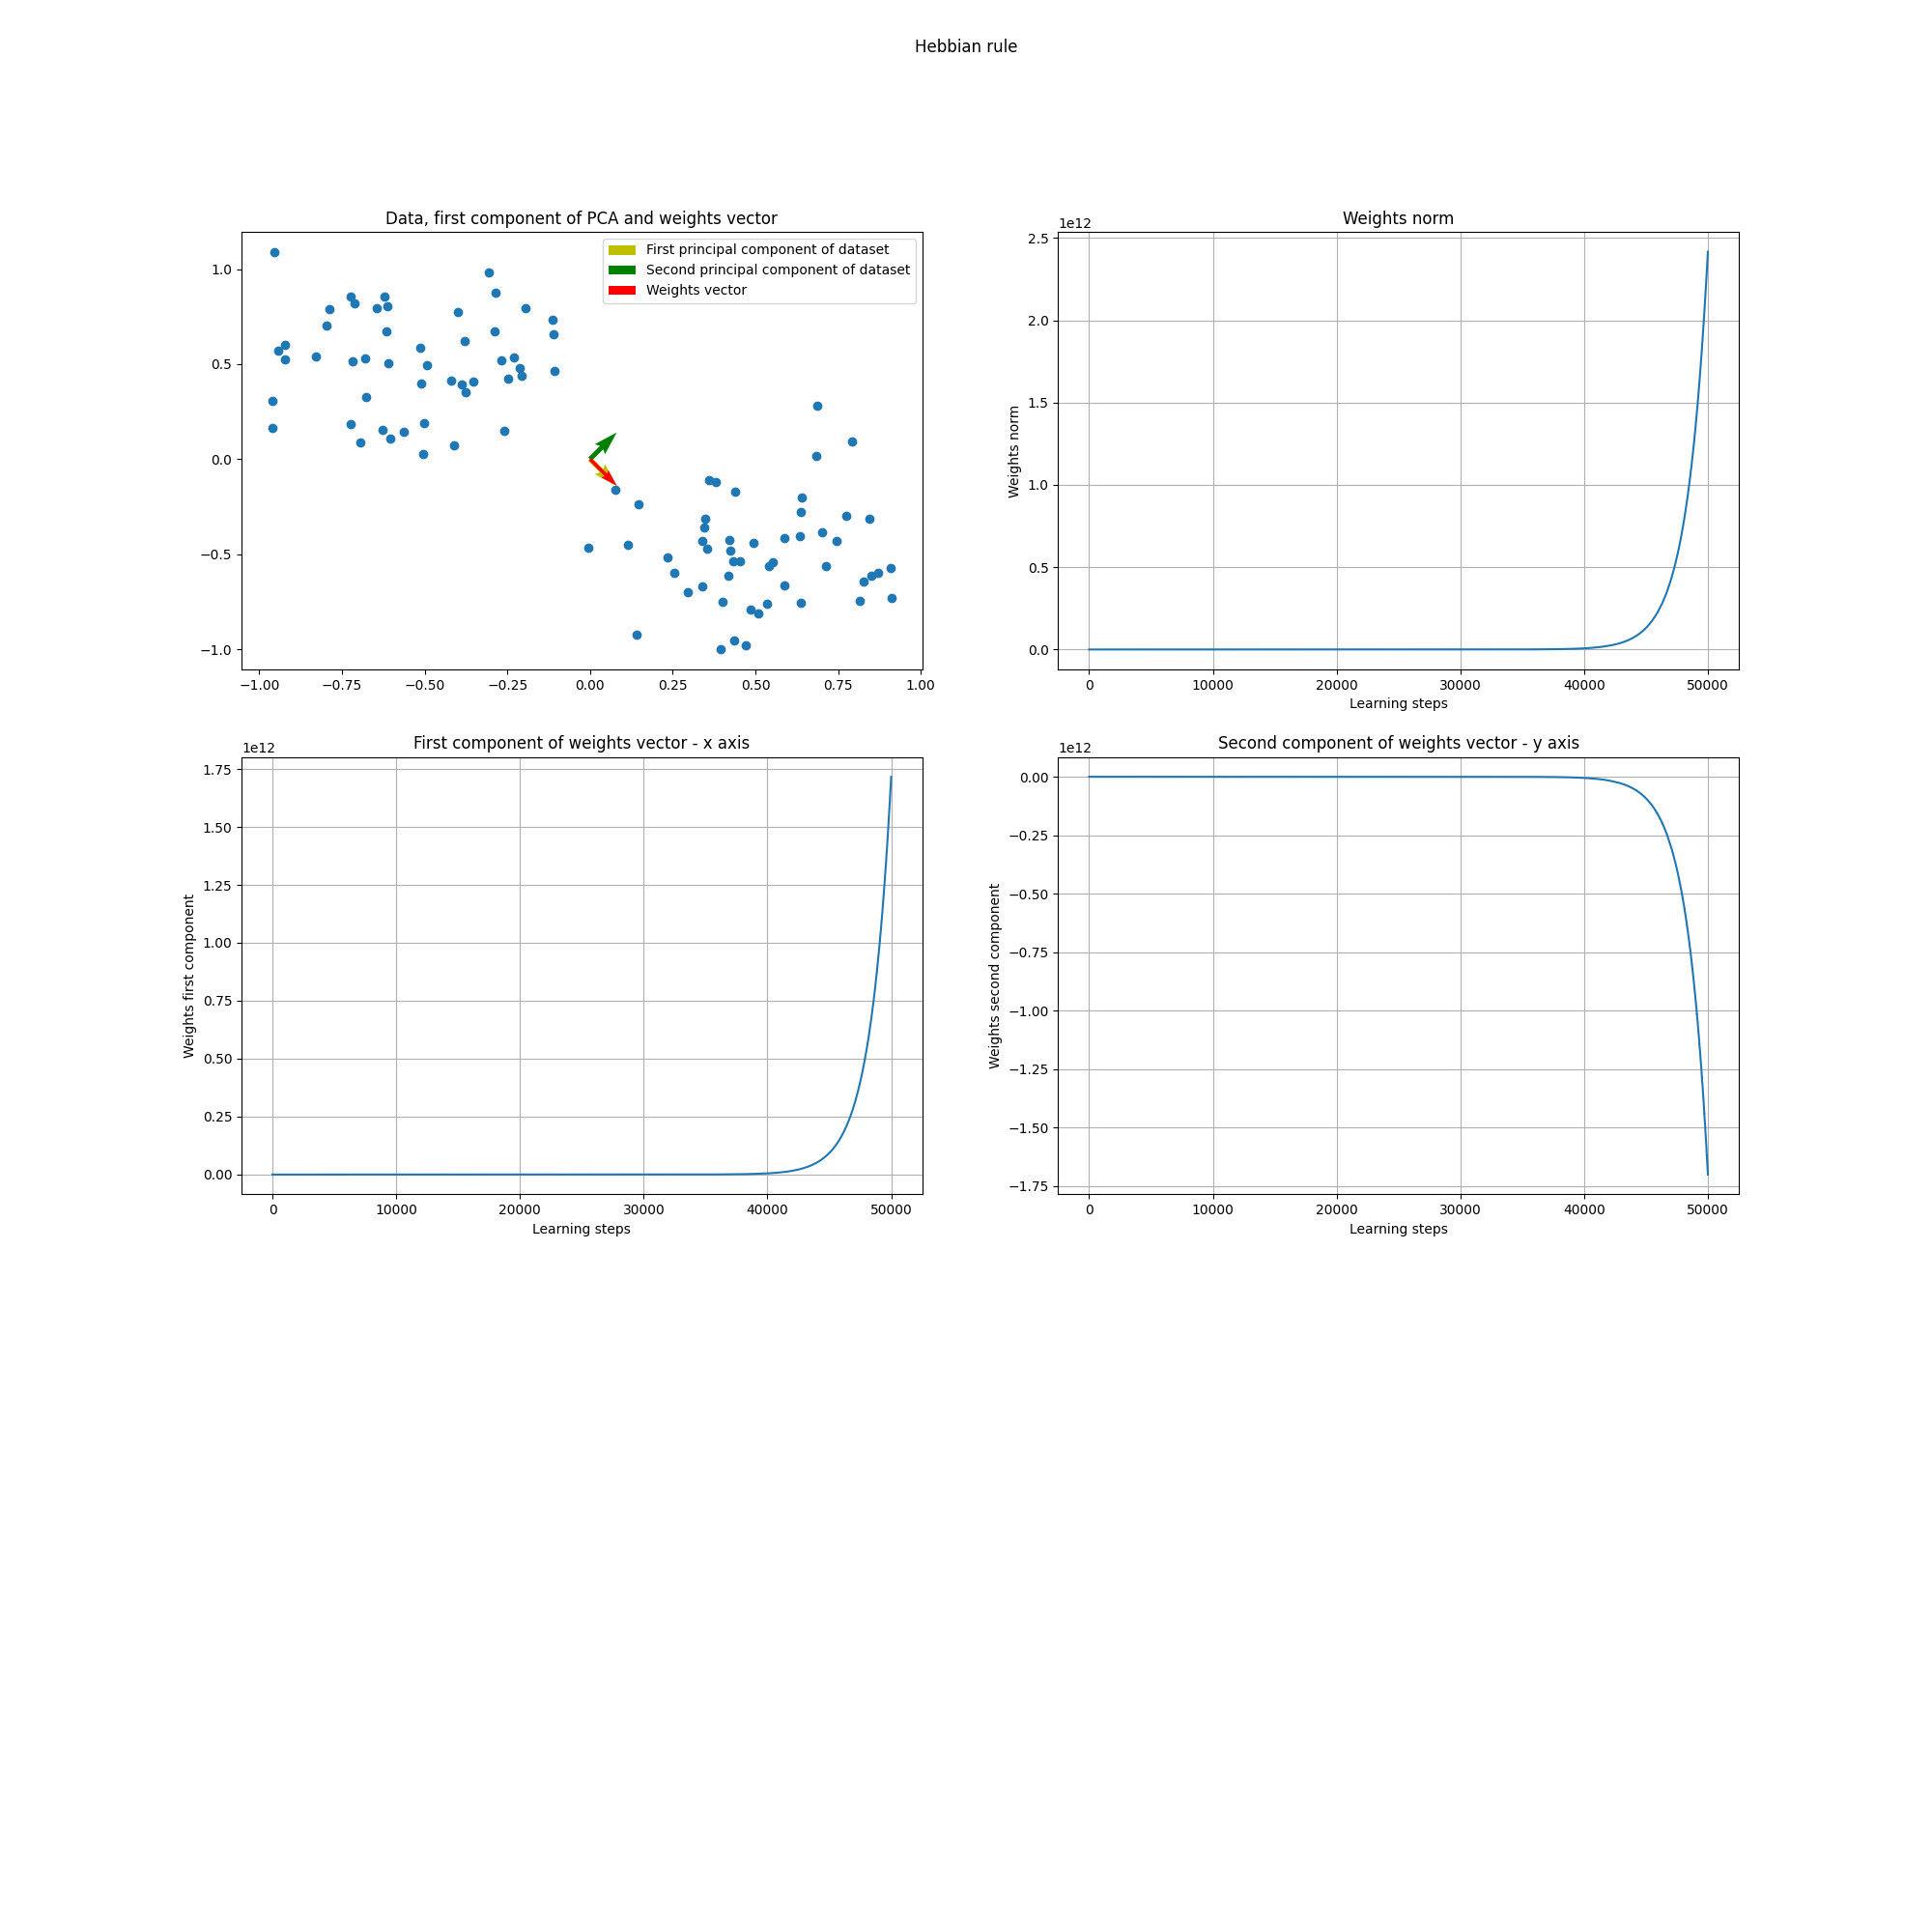 Hebbian rule
Data, first component of PCA and weights vector
First principal component of dataset
Second principal component of dataset
Weights vector
1.0
0.5
0.0
−0.5
−1.0
−1.00 −0.75 −0.50 −0.25 0.00 0.25 0.50 0.75 1.00
Weights norm
1e12
2.5
2.0
1.5
1.0
0.5
0.0
Weights norm
0 10000 20000 30000 40000 50000
Learning steps
First component of weights vector - x axis
1e12
1.75
1.50
1.25
1.00
0.75
0.50
0.25
0.00
Weights first component
0 10000 20000 30000 40000 50000
Learning steps
Second component of weights vector - y axis
1e12
0.00
−0.25
−0.50
−0.75
−1.00
−1.25
−1.50
−1.75
Weights second component
0 10000 20000 30000 40000 50000
Learning steps